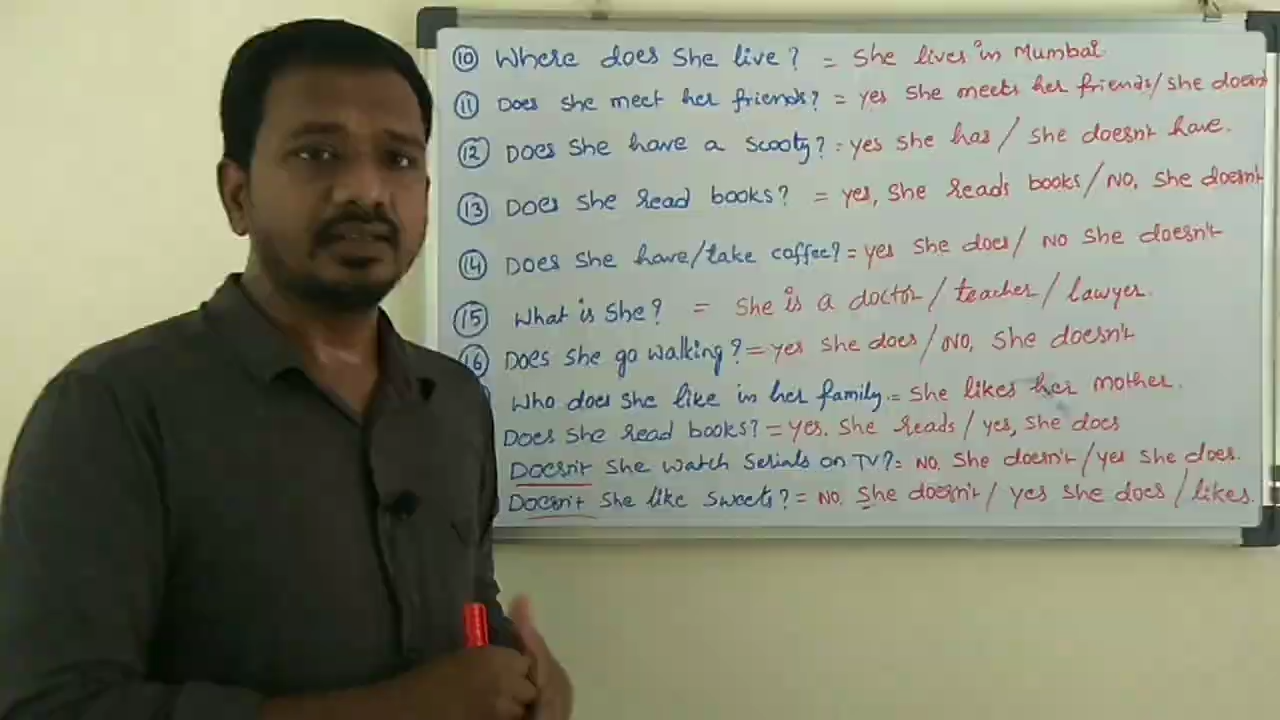 10 Where does she live? = She lives in Mumbai
11 Does she meet her friends? = yes she meets her friends/she doesnt
12 Does she have a scooty? = yes she has / she doesn't have.
13 Does she read books? = yes, she reads books/No, she doesn't
14 Does she have/take coffee? = yes she does/ No she doesn't
15 What is she? = She is a doctor / teacher / lawyer.
16 Does she go walking? = yes she does / No, she doesn't
Who does she like in her family. = She likes her mother.
Does she read books? = yes. She reads / yes, she does
Doesn't she watch serials on TV? = No. She doesn't / yes she does.
Doesn't she like sweets? = No. She doesn't / yes she does / likes.